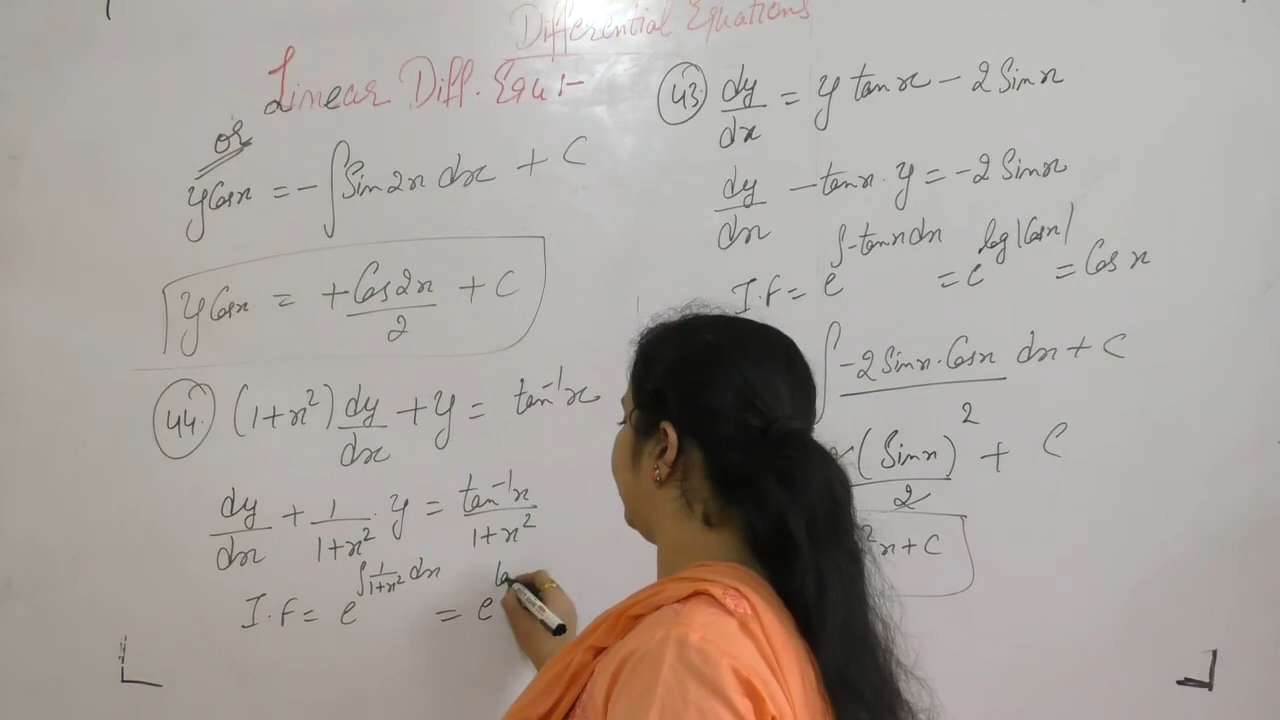 Differential Equations
Linear Diff. Equ :-
or
y Cosx = - ∫ Sin 2x dx + C
y Cosx = + Cos2x / 2 + C
44. (1+x²) dy/dx + y = tan⁻¹x
dy/dx + 1/(1+x²) . y = tan⁻¹x/(1+x²)
I.F = e^∫ 1/(1+x²) dx = e
43. dy/dx = y tanx - 2 Sinx
dy/dx - tanx . y = -2 Sinx
I.F = e^∫-tanx dx = e^log|Cosx| = Cos x
∫ -2 Sinx . Cosx dx + C
(Sinx)²/2 + C
²x + C